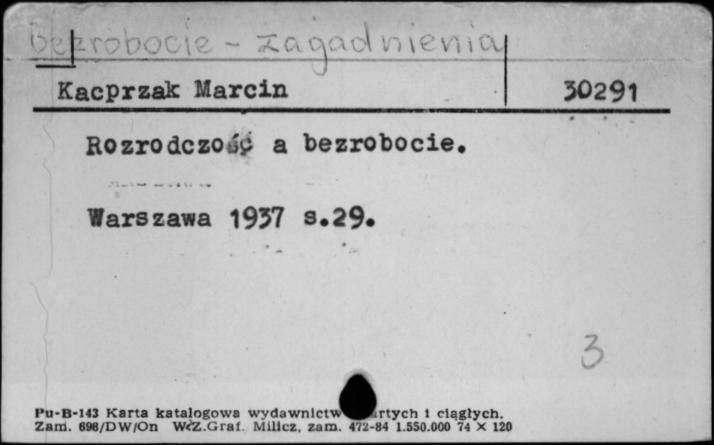 bezrobocie - zagadnienia
Kacprzak Marcin 30291
Rozrodczość a bezrobocie.
Warszawa 1937 s.29.
3
Pu-B-143 Karta katalogowa wydawnictw rtych i ciągłych.
Zam. 698/DW/On WZ.Graf. Milicz, zam. 472-84 1.550.000 74 × 120